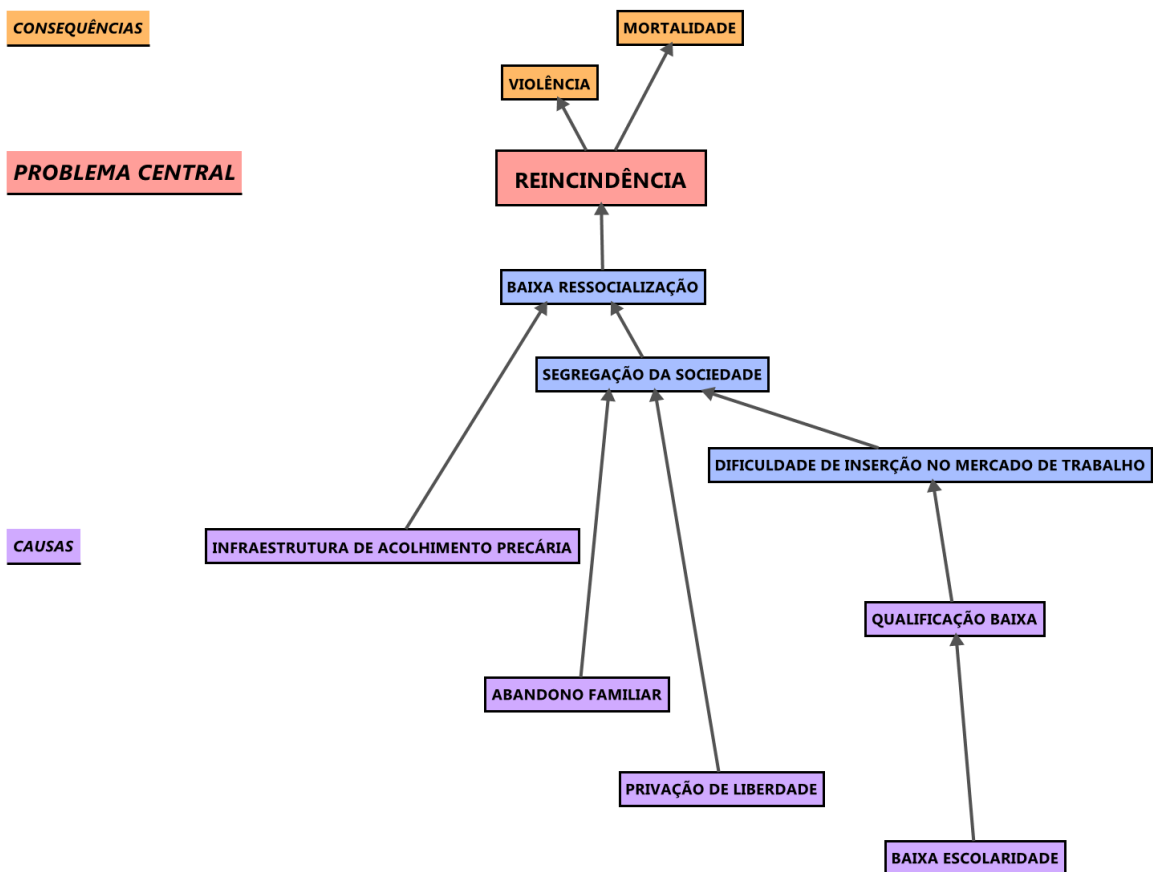 CONSEQUÊNCIAS
MORTALIDADE
VIOLÊNCIA
PROBLEMA CENTRAL
REINCINDÊNCIA
BAIXA RESSOCIALIZAÇÃO
SEGREGAÇÃO DA SOCIEDADE
DIFICULDADE DE INSERÇÃO NO MERCADO DE TRABALHO
CAUSAS
INFRAESTRUTURA DE ACOLHIMENTO PRECÁRIA
QUALIFICAÇÃO BAIXA
ABANDONO FAMILIAR
PRIVAÇÃO DE LIBERDADE
BAIXA ESCOLARIDADE